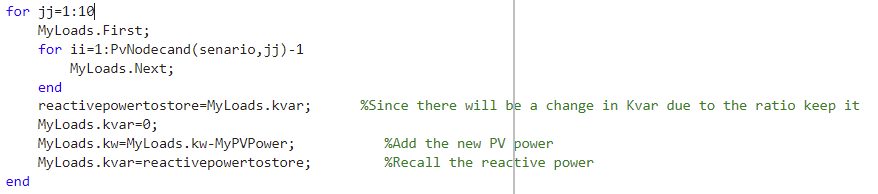 for jj=1:10
MyLoads.First;
for ii=1:PvNodecand(senario,jj)-1
MyLoads.Next;
end
reactivepowertostore=MyLoads.kvar; %Since there will be a change in Kvar due to the ratio keep it
MyLoads.kvar=0;
MyLoads.kw=MyLoads.kw-MyPVPower; %Add the new PV power
MyLoads.kvar=reactivepowertostore; %Recall the reactive power
end